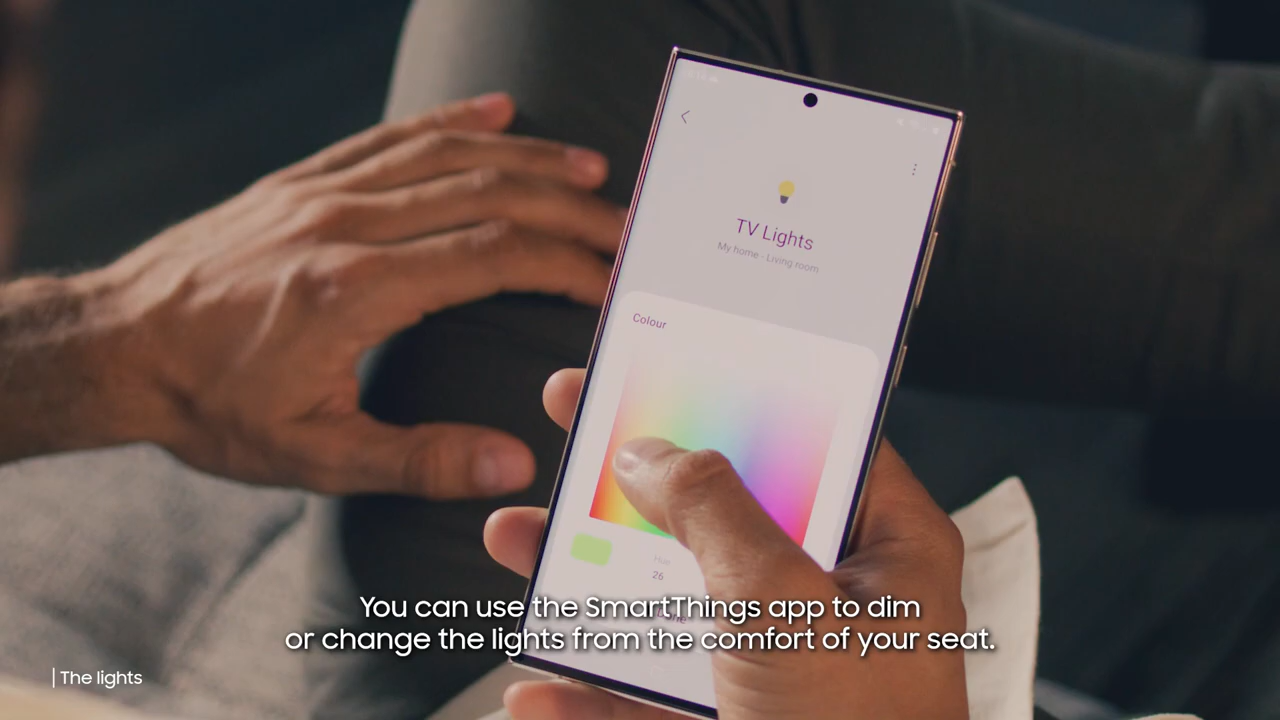 TV Lights
My home - Living room
Colour
Hue
26
You can use the SmartThings app to dim
or change the lights from the comfort of your seat.
The lights